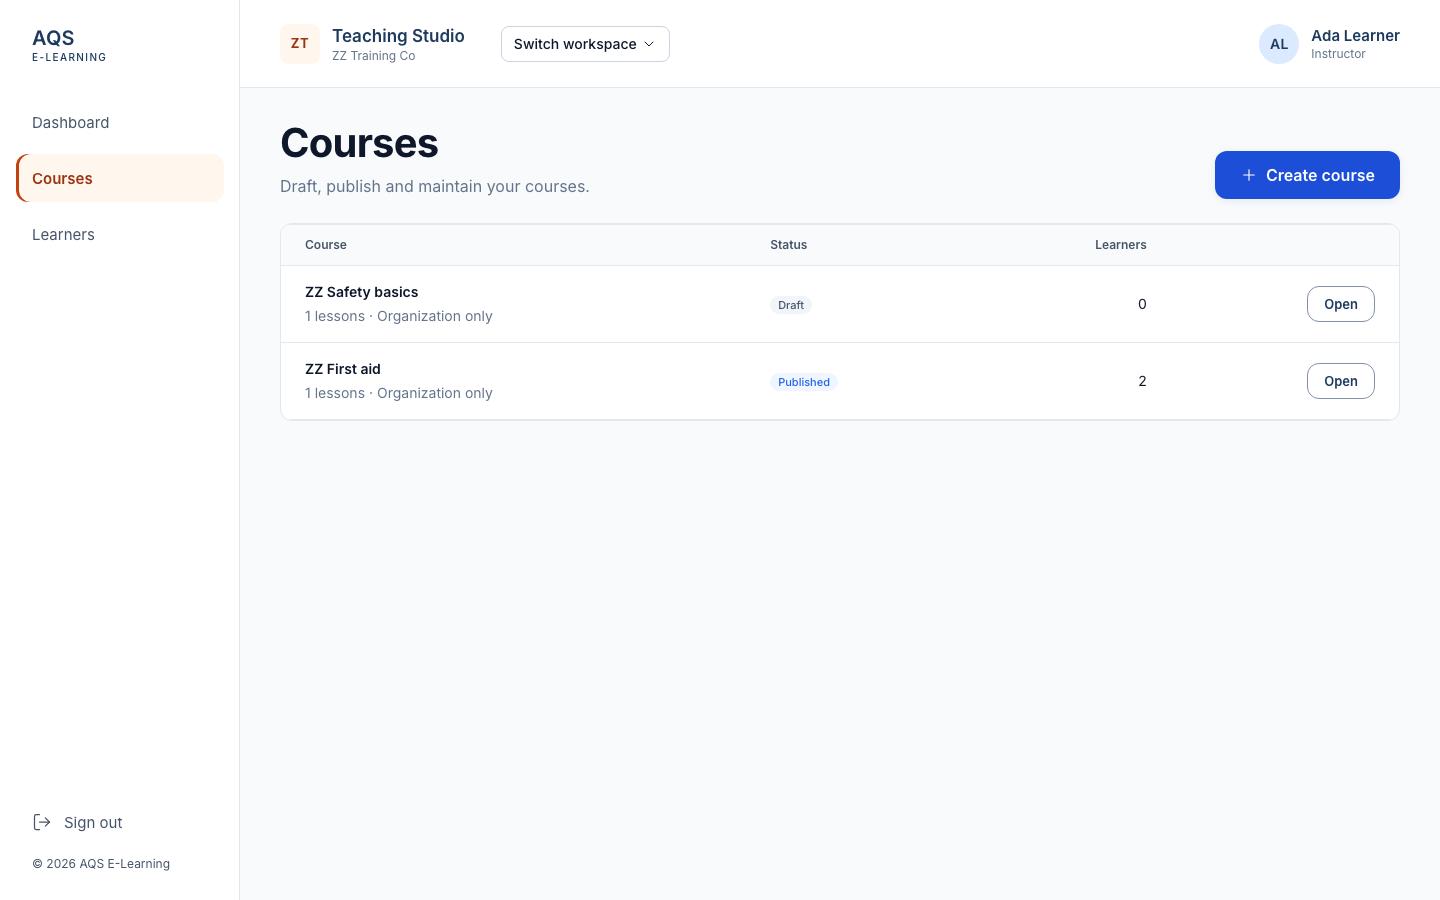 AQS
E-LEARNING
Dashboard
Courses
Learners
Sign out
© 2026 AQS E-Learning
ZT
Teaching Studio
ZZ Training Co
Switch workspace
AL
Ada Learner
Instructor
Courses
Draft, publish and maintain your courses.
Create course
Course Status Learners
ZZ Safety basics
1 lessons · Organization only
Draft
0
Open
ZZ First aid
1 lessons · Organization only
Published
2
Open